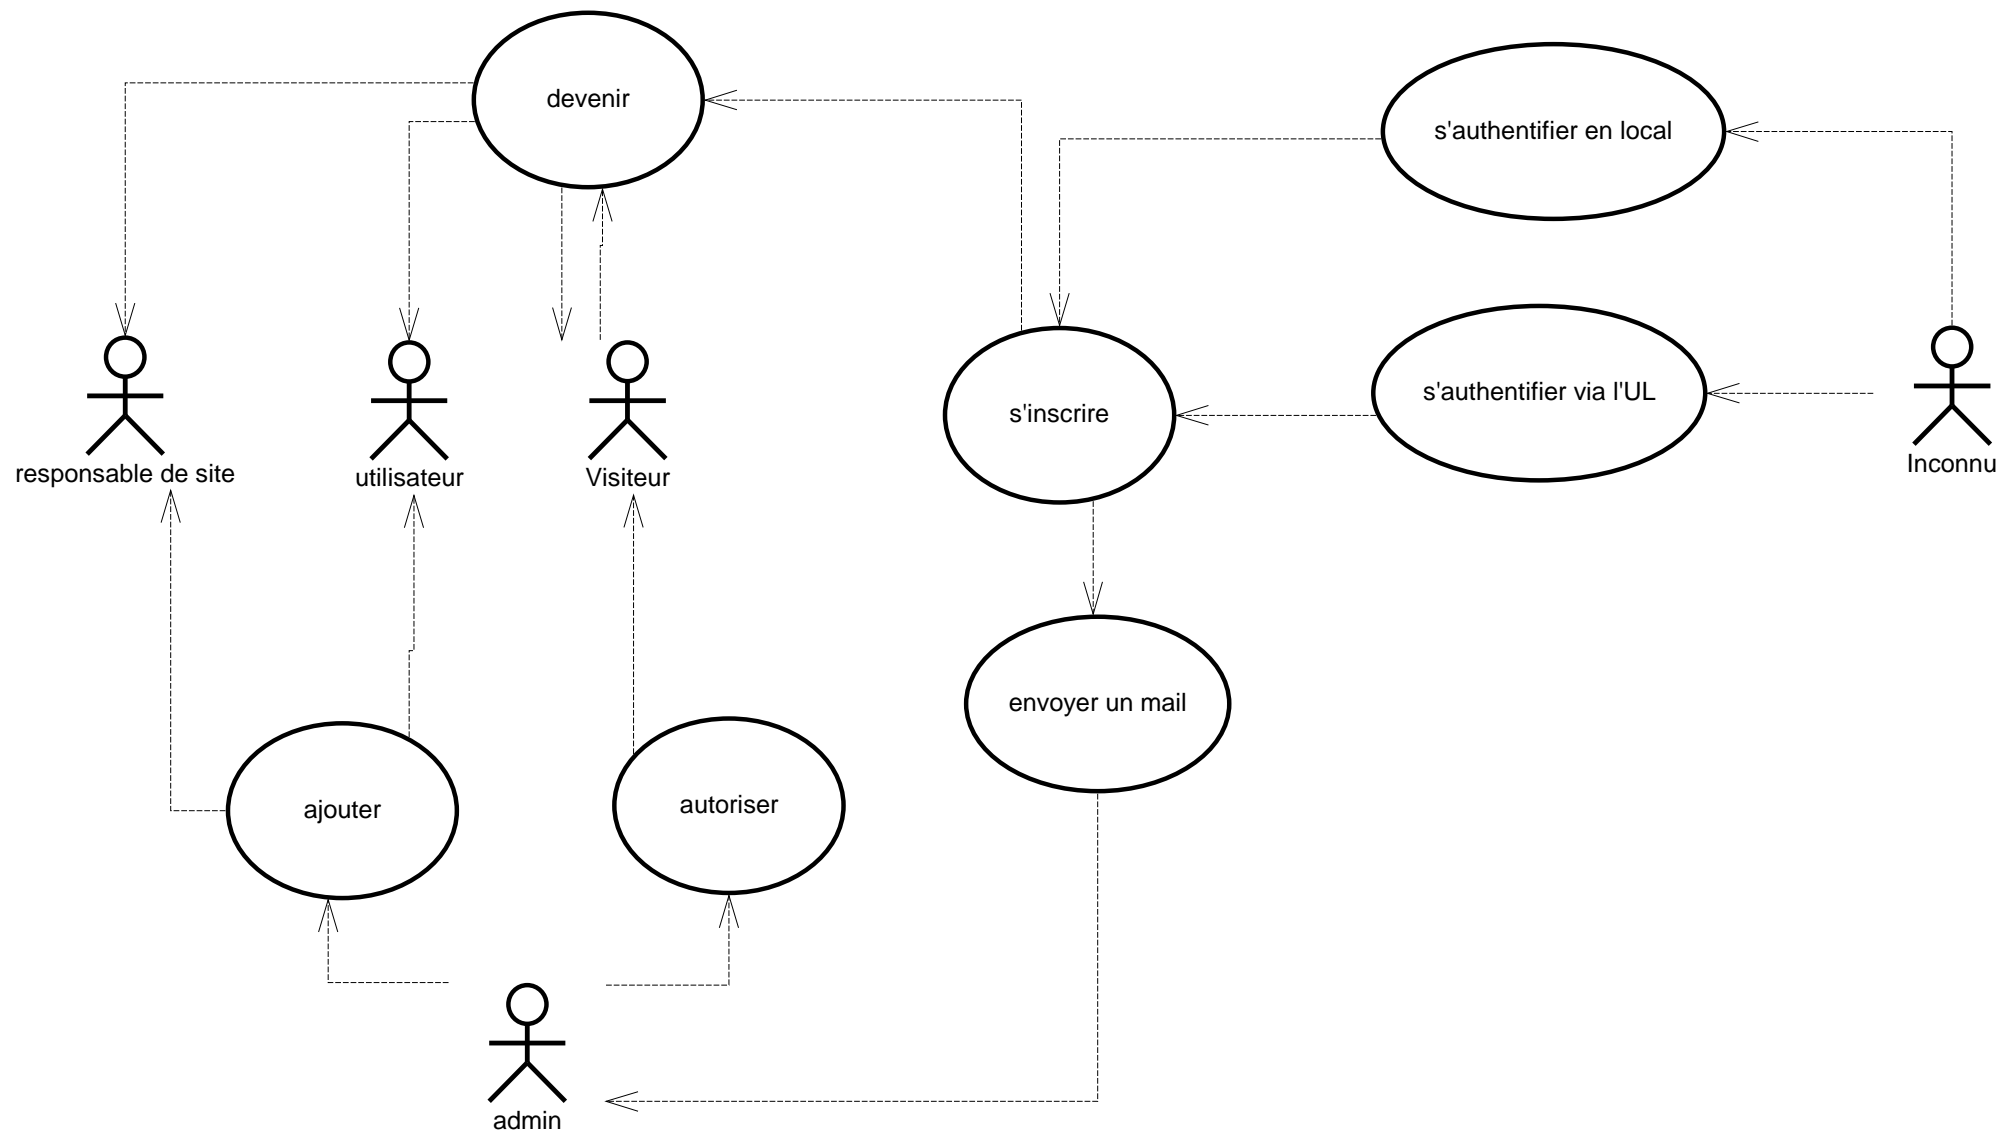 devenir
s'authentifier en local
s'authentifier via l'UL
s'inscrire
Inconnu
responsable de site
utilisateur
Visiteur
envoyer un mail
ajouter
autoriser
admin